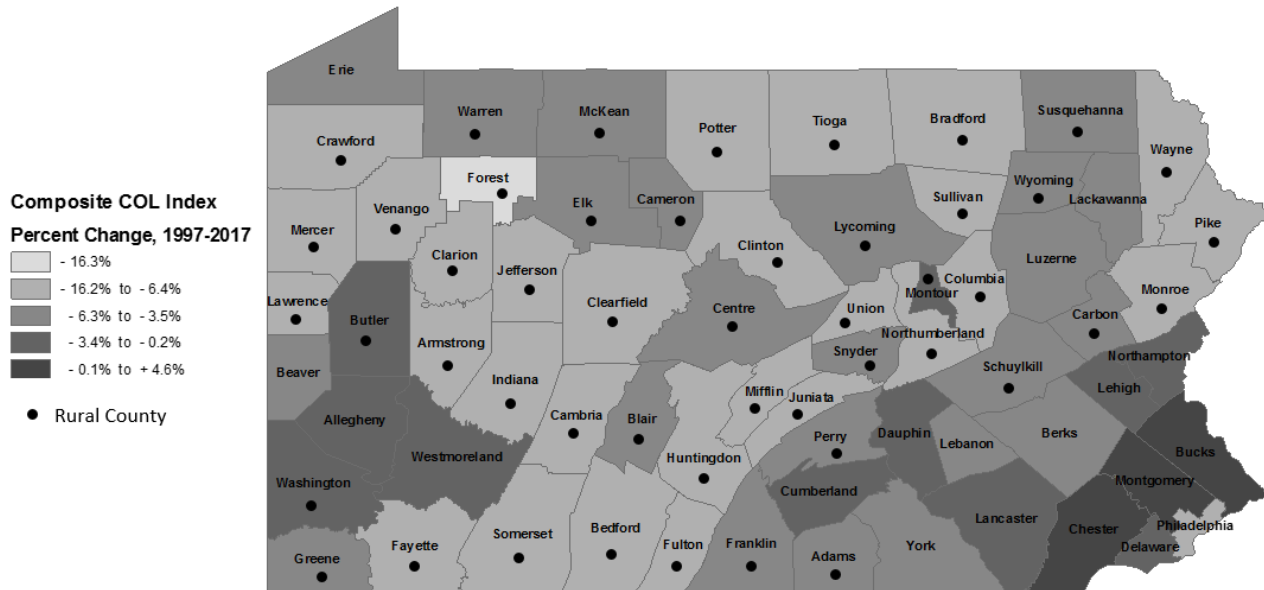 Composite COL Index
Percent Change, 1997-2017
- 16.3%
- 16.2% to - 6.4%
- 6.3% to - 3.5%
- 3.4% to - 0.2%
- 0.1% to + 4.6%
Rural County
Erie
Warren
McKean
Potter
Tioga
Bradford
Susquehanna
Crawford
Wayne
Forest
Wyoming
Cameron
Elk
Sullivan
Lackawanna
Venango
Mercer
Lycoming
Pike
Clinton
Clarion
Luzerne
Jefferson
Columbia
Monroe
Lawrence
Clearfield
Montour
Butler
Centre
Union
Carbon
Northumberland
Armstrong
Snyder
Northampton
Schuylkill
Beaver
Indiana
Lehigh
Mifflin
Juniata
Allegheny
Cambria
Blair
Perry
Dauphin
Lebanon
Berks
Westmoreland
Huntingdon
Bucks
Washington
Cumberland
Montgomery
Lancaster
Philadelphia
Bedford
Somerset
Chester
Fayette
Fulton
Franklin
Adams
York
Delaware
Greene